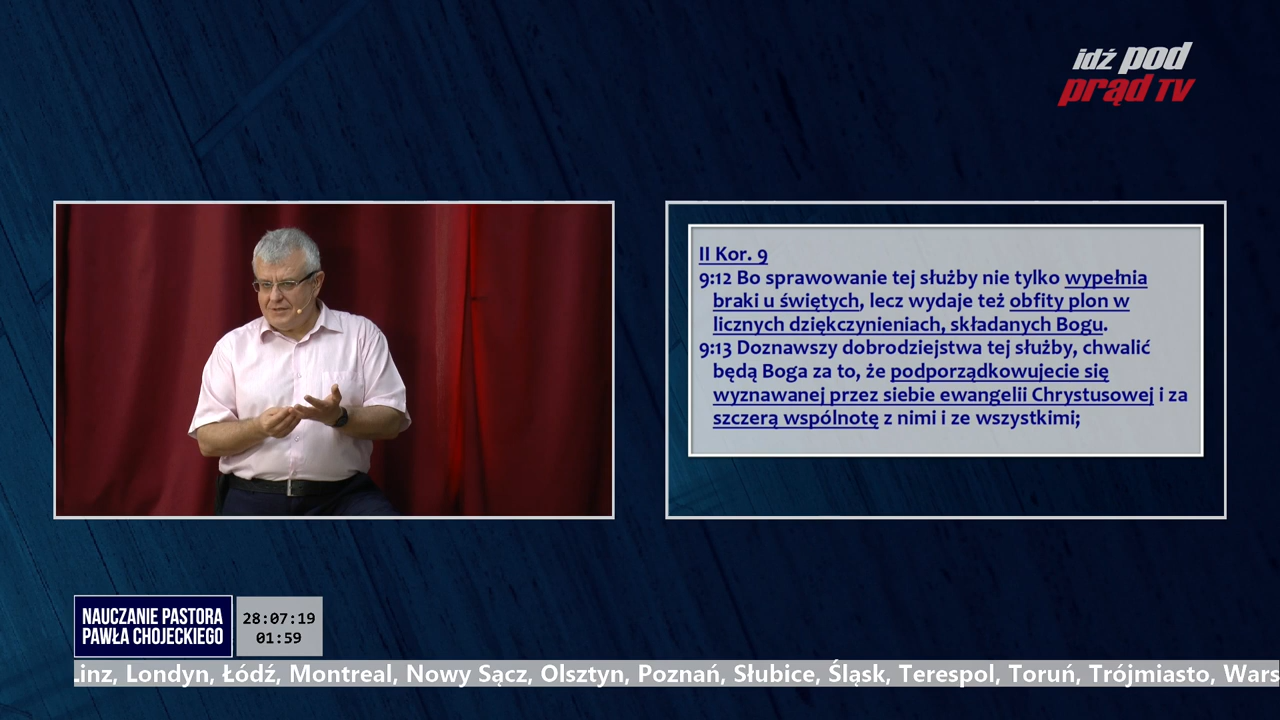 idź pod
prąd TV
II Kor. 9
9:12 Bo sprawowanie tej służby nie tylko wypełnia
braki u świętych, lecz wydaje też obfity plon w
licznych dziękczynieniach, składanych Bogu.
9:13 Doznawszy dobrodziejstwa tej służby, chwalić
będą Boga za to, że podporządkowujecie się
wyznawanej przez siebie ewangelii Chrystusowej i za
szczerą wspólnotę z nimi i ze wszystkimi;
NAUCZANIE PASTORA
PAWŁA CHOJECKIEGO
28:07:19
01:59
Linz, Londyn, Łódź, Montreal, Nowy Sącz, Olsztyn, Poznań, Słubice, Śląsk, Terespol, Toruń, Trójmiasto, Wars